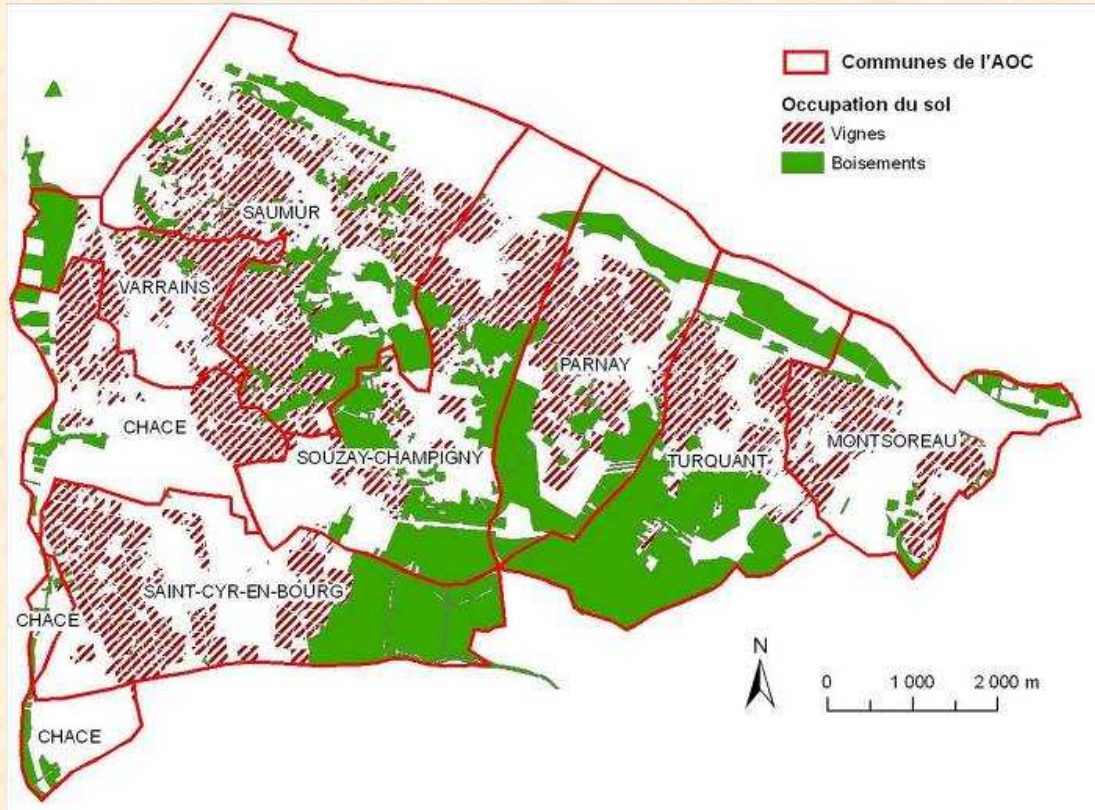 Communes de l'AOC
Occupation du sol
Vignes
Boisements
SAUMUR
VARRAINS
PARNAY
CHACE
SOUZAY-CHAMPIGNY
TURQUANT
MONTSOREAU
SAINT-CYR-EN-BOURG
CHACE
CHACE
N
0 1 000 2 000 m